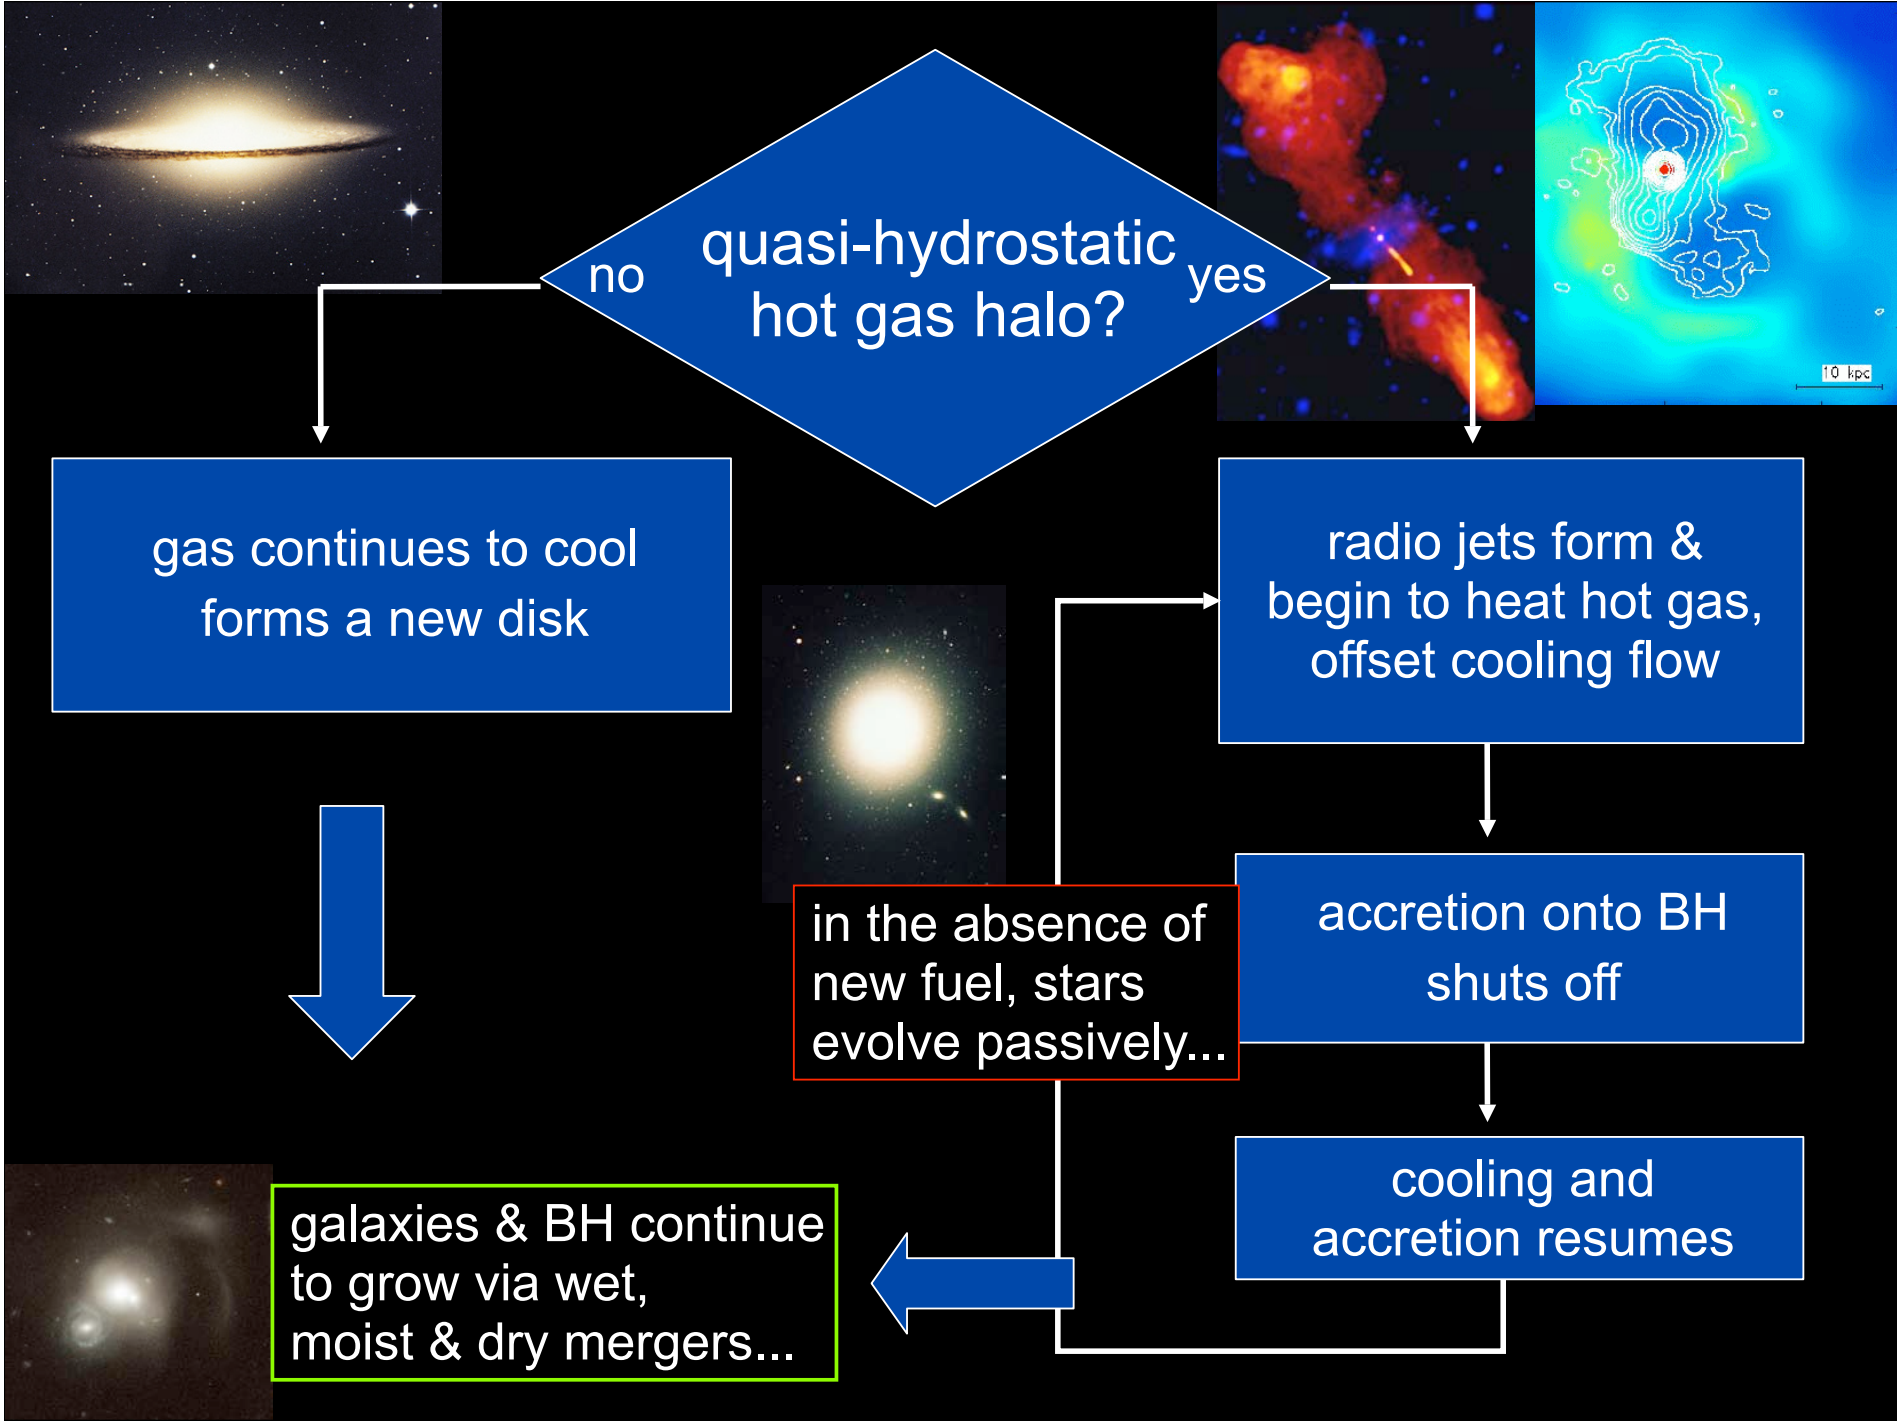 quasi-hydrostatic
hot gas halo?
no
yes
10 kpc
gas continues to cool
forms a new disk
radio jets form &
begin to heat hot gas,
offset cooling flow
in the absence of
new fuel, stars
evolve passively...
accretion onto BH
shuts off
cooling and
accretion resumes
galaxies & BH continue
to grow via wet,
moist & dry mergers...